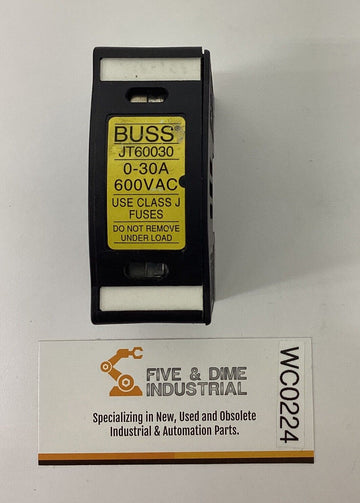 BUSS®
JT60030
0-30A
600VAC
USE CLASS J
FUSES
DO NOT REMOVE
UNDER LOAD
FIVE & DIME
INDUSTRIAL
Specializing in New, Used and Obsolete
Industrial & Automation Parts.
WC0224